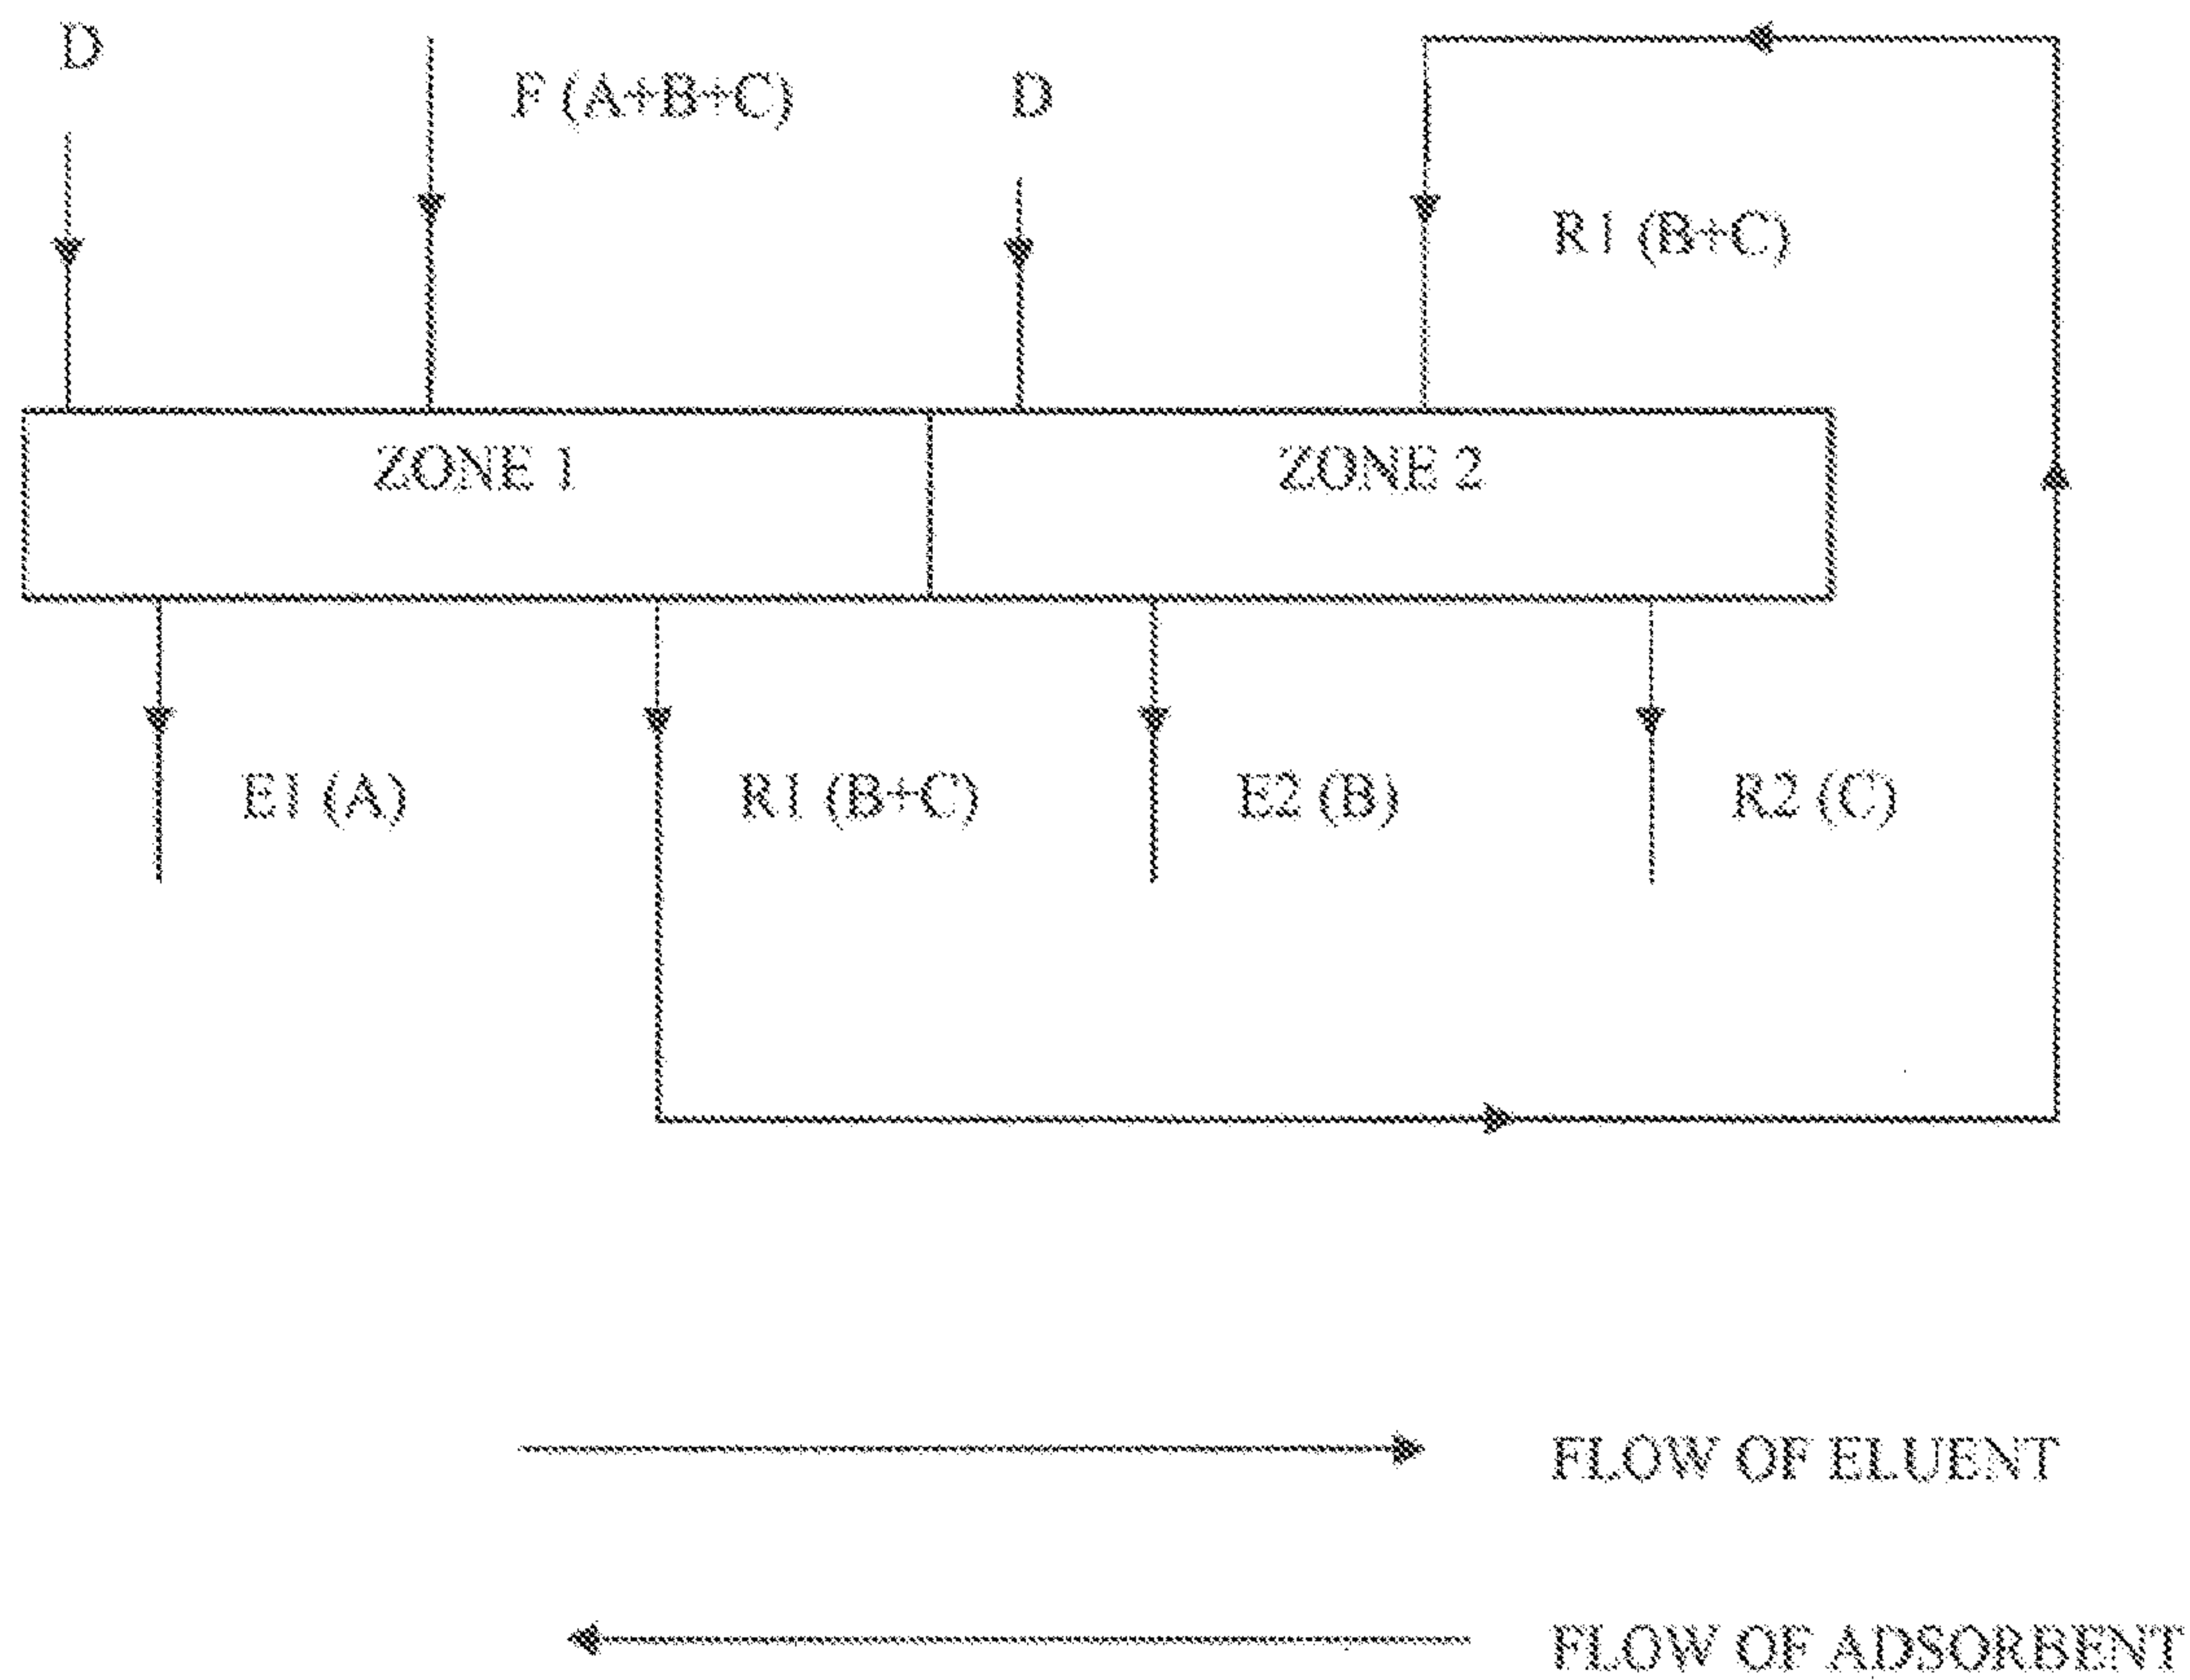 D
F (A+B+C)
D
R1 (B+C)
ZONE 1
ZONE 2
E1 (A)
R1 (B+C)
E2 (B)
R2 (C)
FLOW OF ELUENT
FLOW OF ADSORBENT